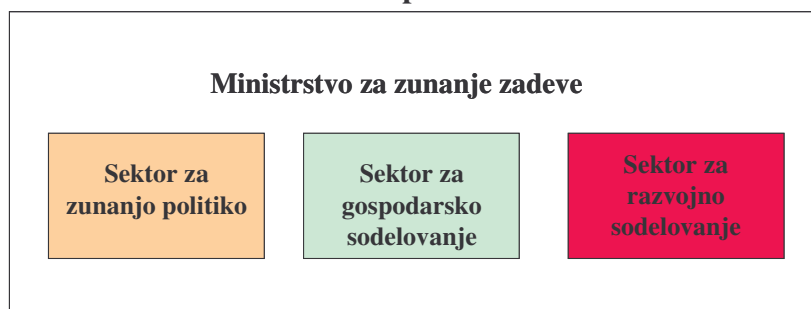 Ministrstvo za zunanje zadeve
Sektor za
zunanjo politiko
Sektor za
gospodarsko
sodelovanje
Sektor za
razvojno
sodelovanje